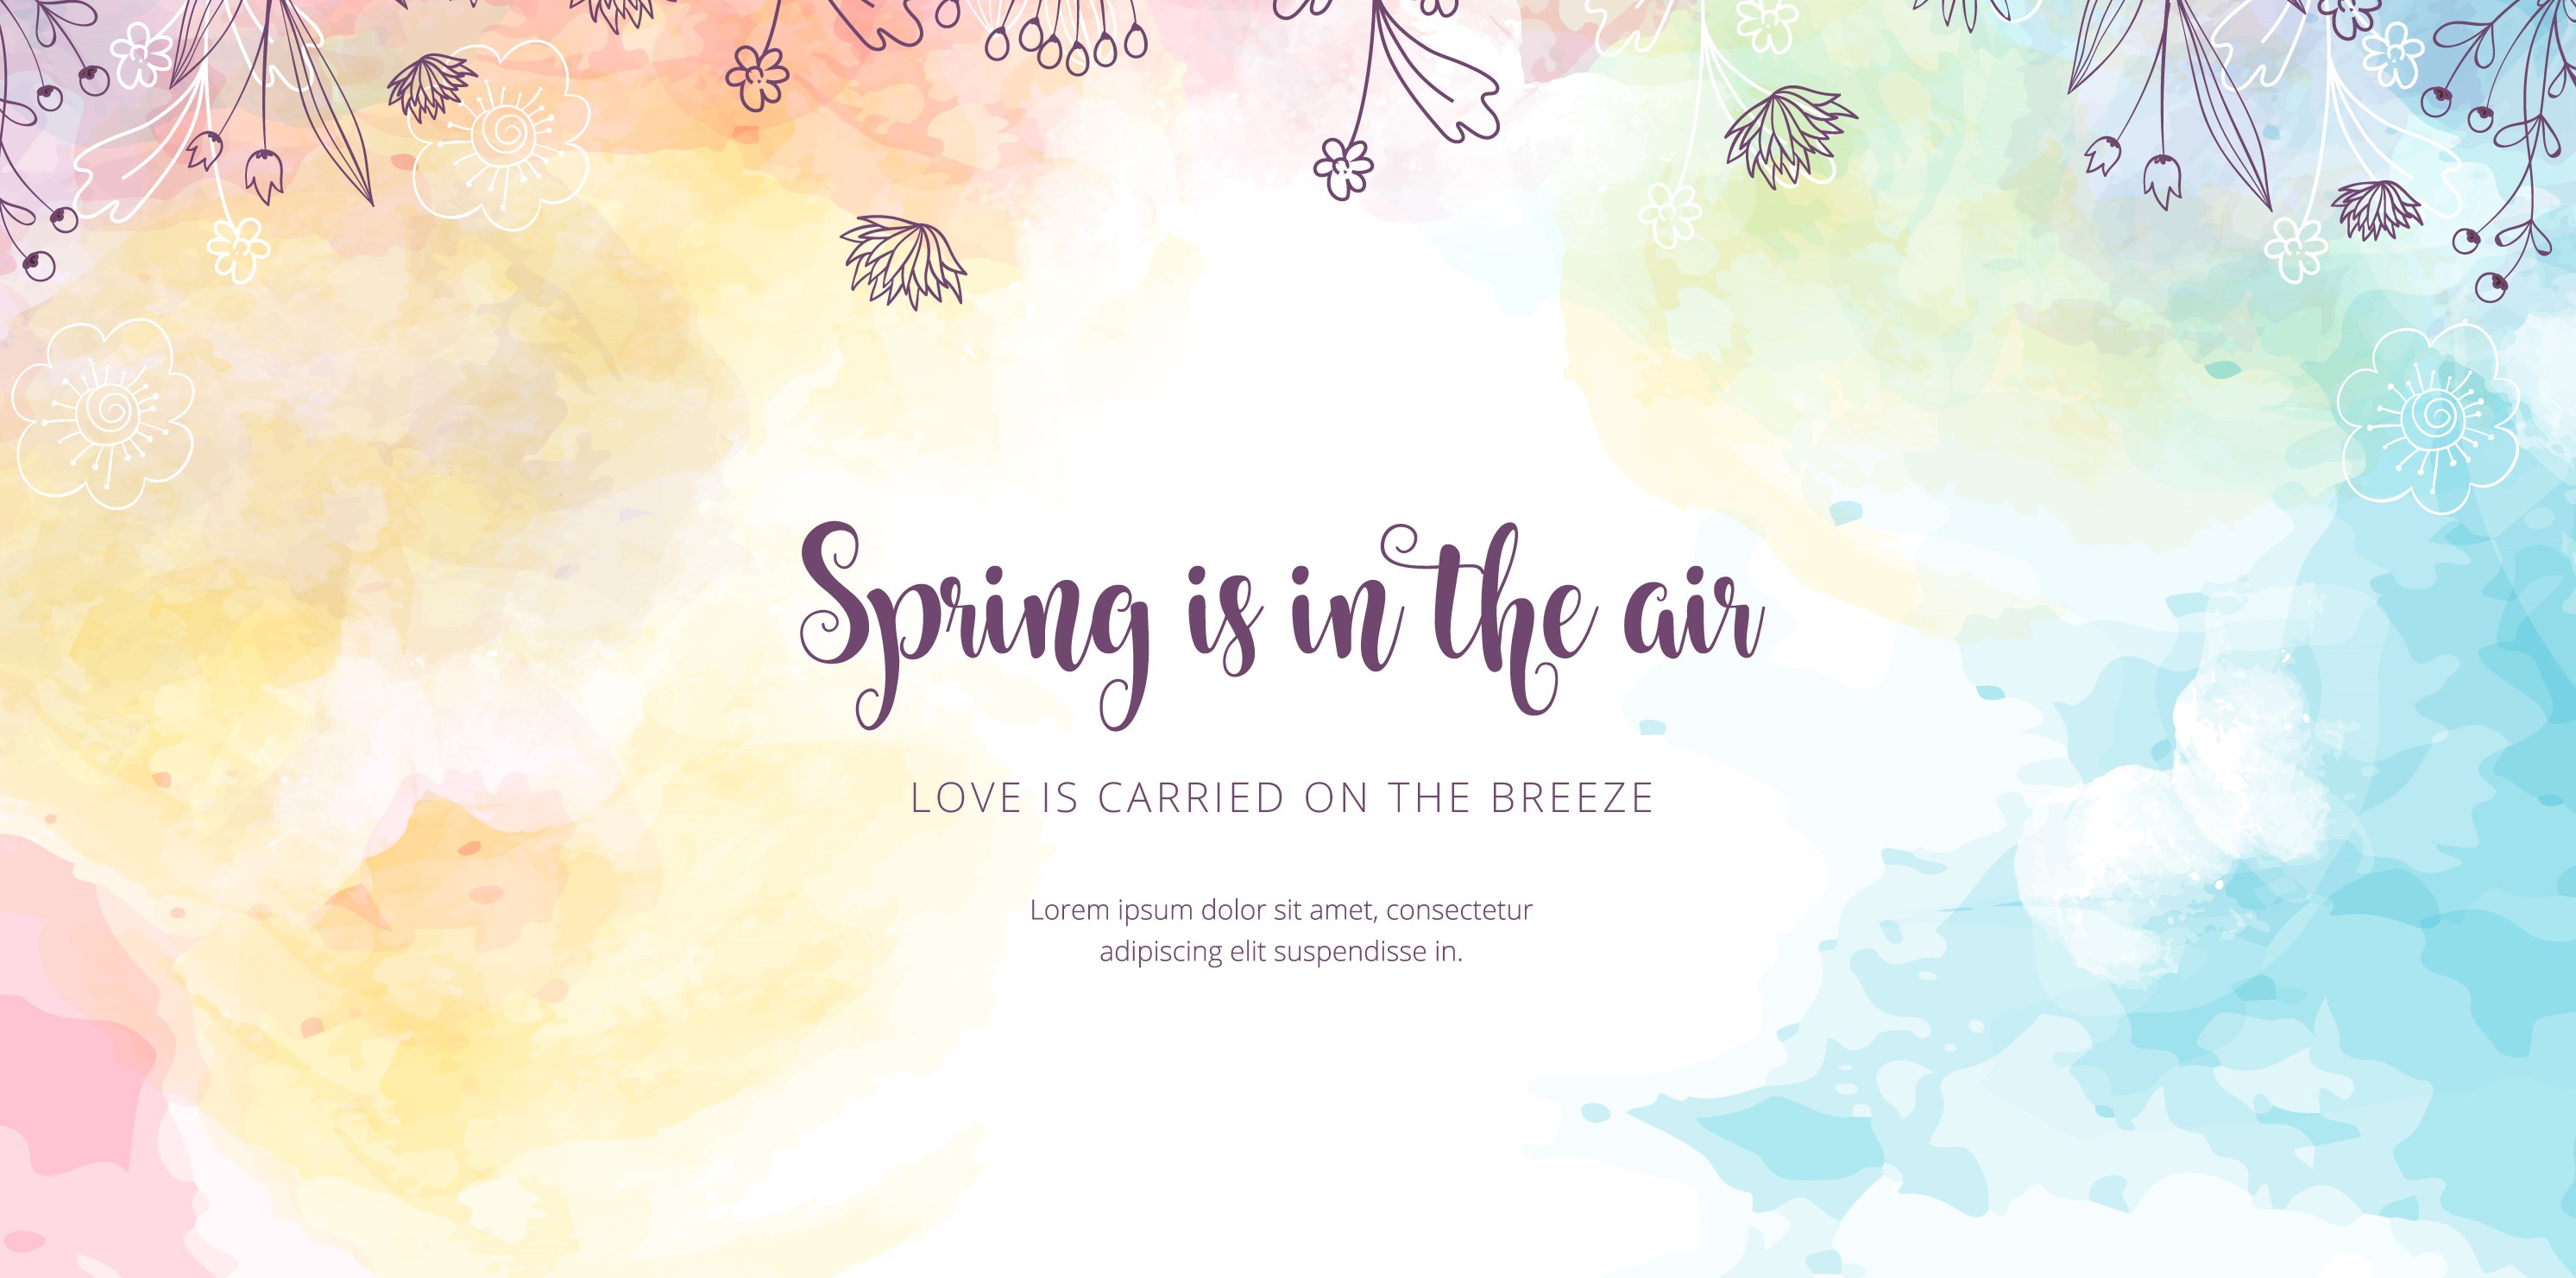 Spring is in the air
LOVE IS CARRIED ON THE BREEZE
Lorem ipsum dolor sit amet, consectetur
adipiscing elit suspendisse in.